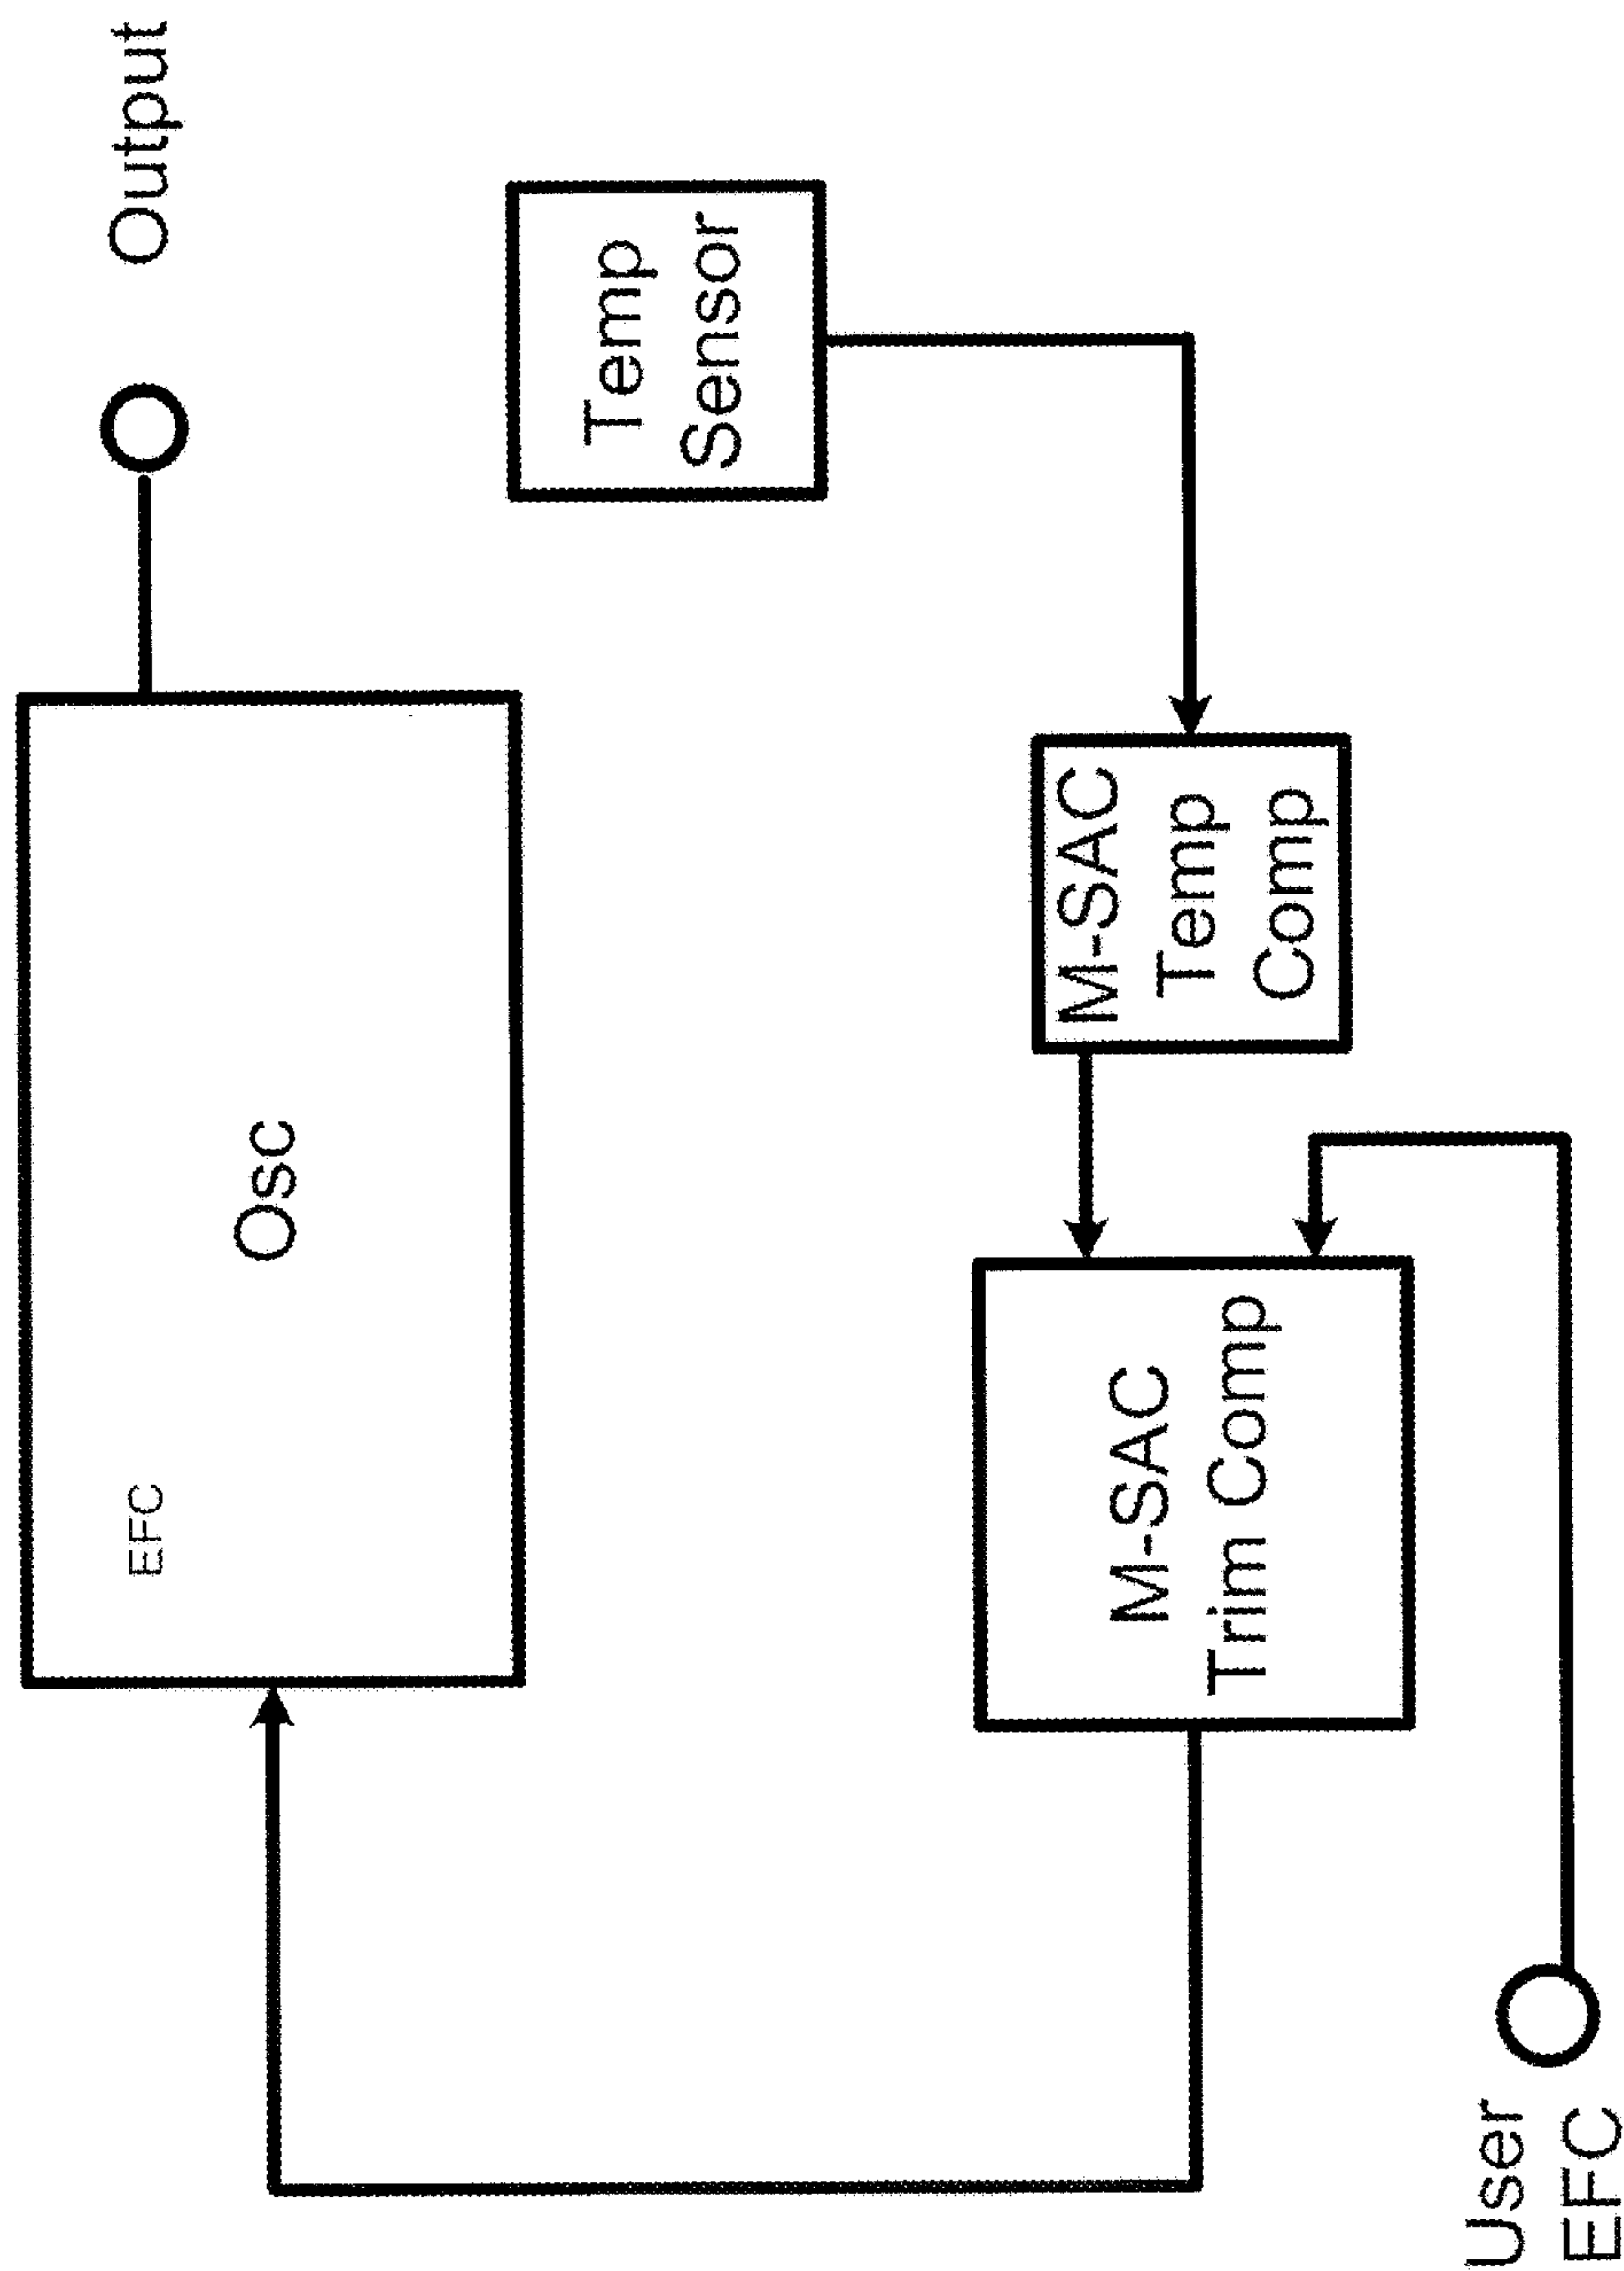 Output
EFC
Osc
Temp
Sensor
M-SAC
Temp
Comp
M-SAC
Trim Comp
User
EFC